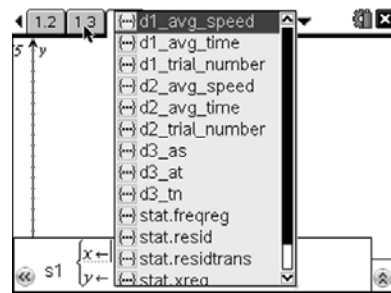 1.2 1.3
d1_avg_speed
d1_avg_time
d1_trial_number
d2_avg_speed
d2_avg_time
d2_trial_number
d3_as
d3_at
d3_tn
stat.freqreg
stat.resid
stat.residtrans
stat.xreg
y
s1
x←
y←